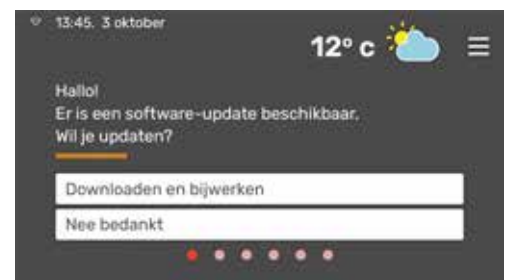 13:45. 3 oktober
12° c
Hallo!
Er is een software-update beschikbaar.
Wil je updaten?
Downloaden en bijwerken
Nee bedankt